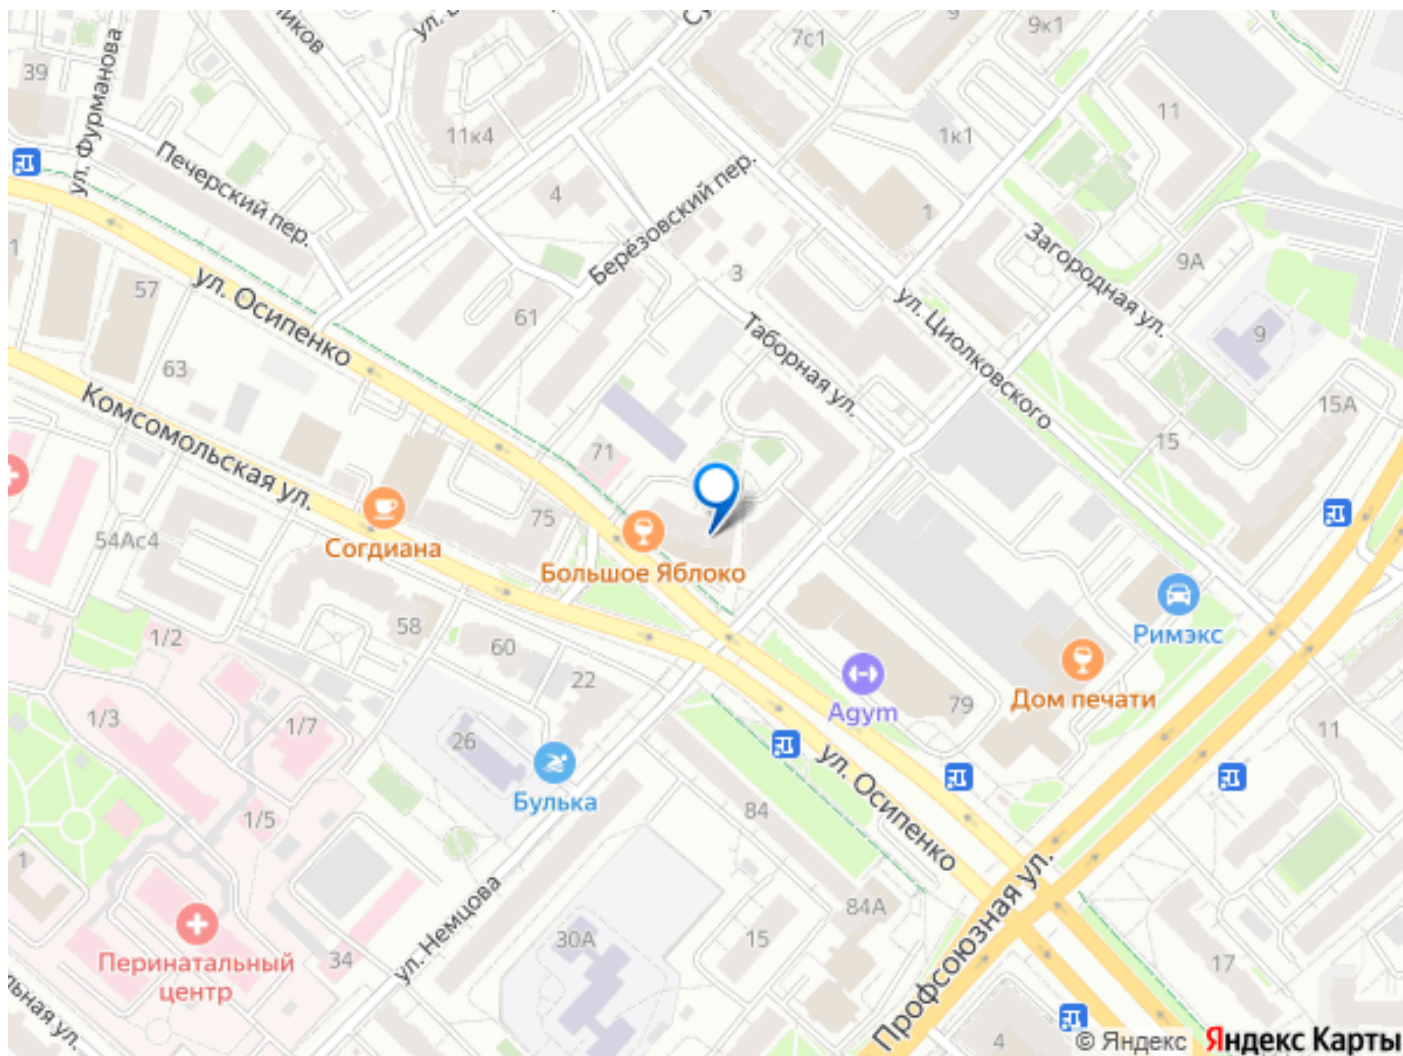 ул. Фурманова
39
11к4
7с1
9
9к1
11
1к1
Печерский пер.
4
Берёзовский пер.
1
Загородная ул.
9А
3
57
ул. Осипенко
61
ул. Циолковского
9
Таборная ул.
63
Комсомольская ул.
15А
15
71
75
54Ас4
Согдиана
Большое Яблоко
Римэкс
58
60
1/2
22
Agym
79
Дом печати
1/3
1/7
26
Булька
11
ул. Осипенко
84
1/5
1
84А
ул. Немцова
30А
15
34
Перинатальный
центр
Профсоюзная ул.
17
4
© Яндекс
Яндекс Карты